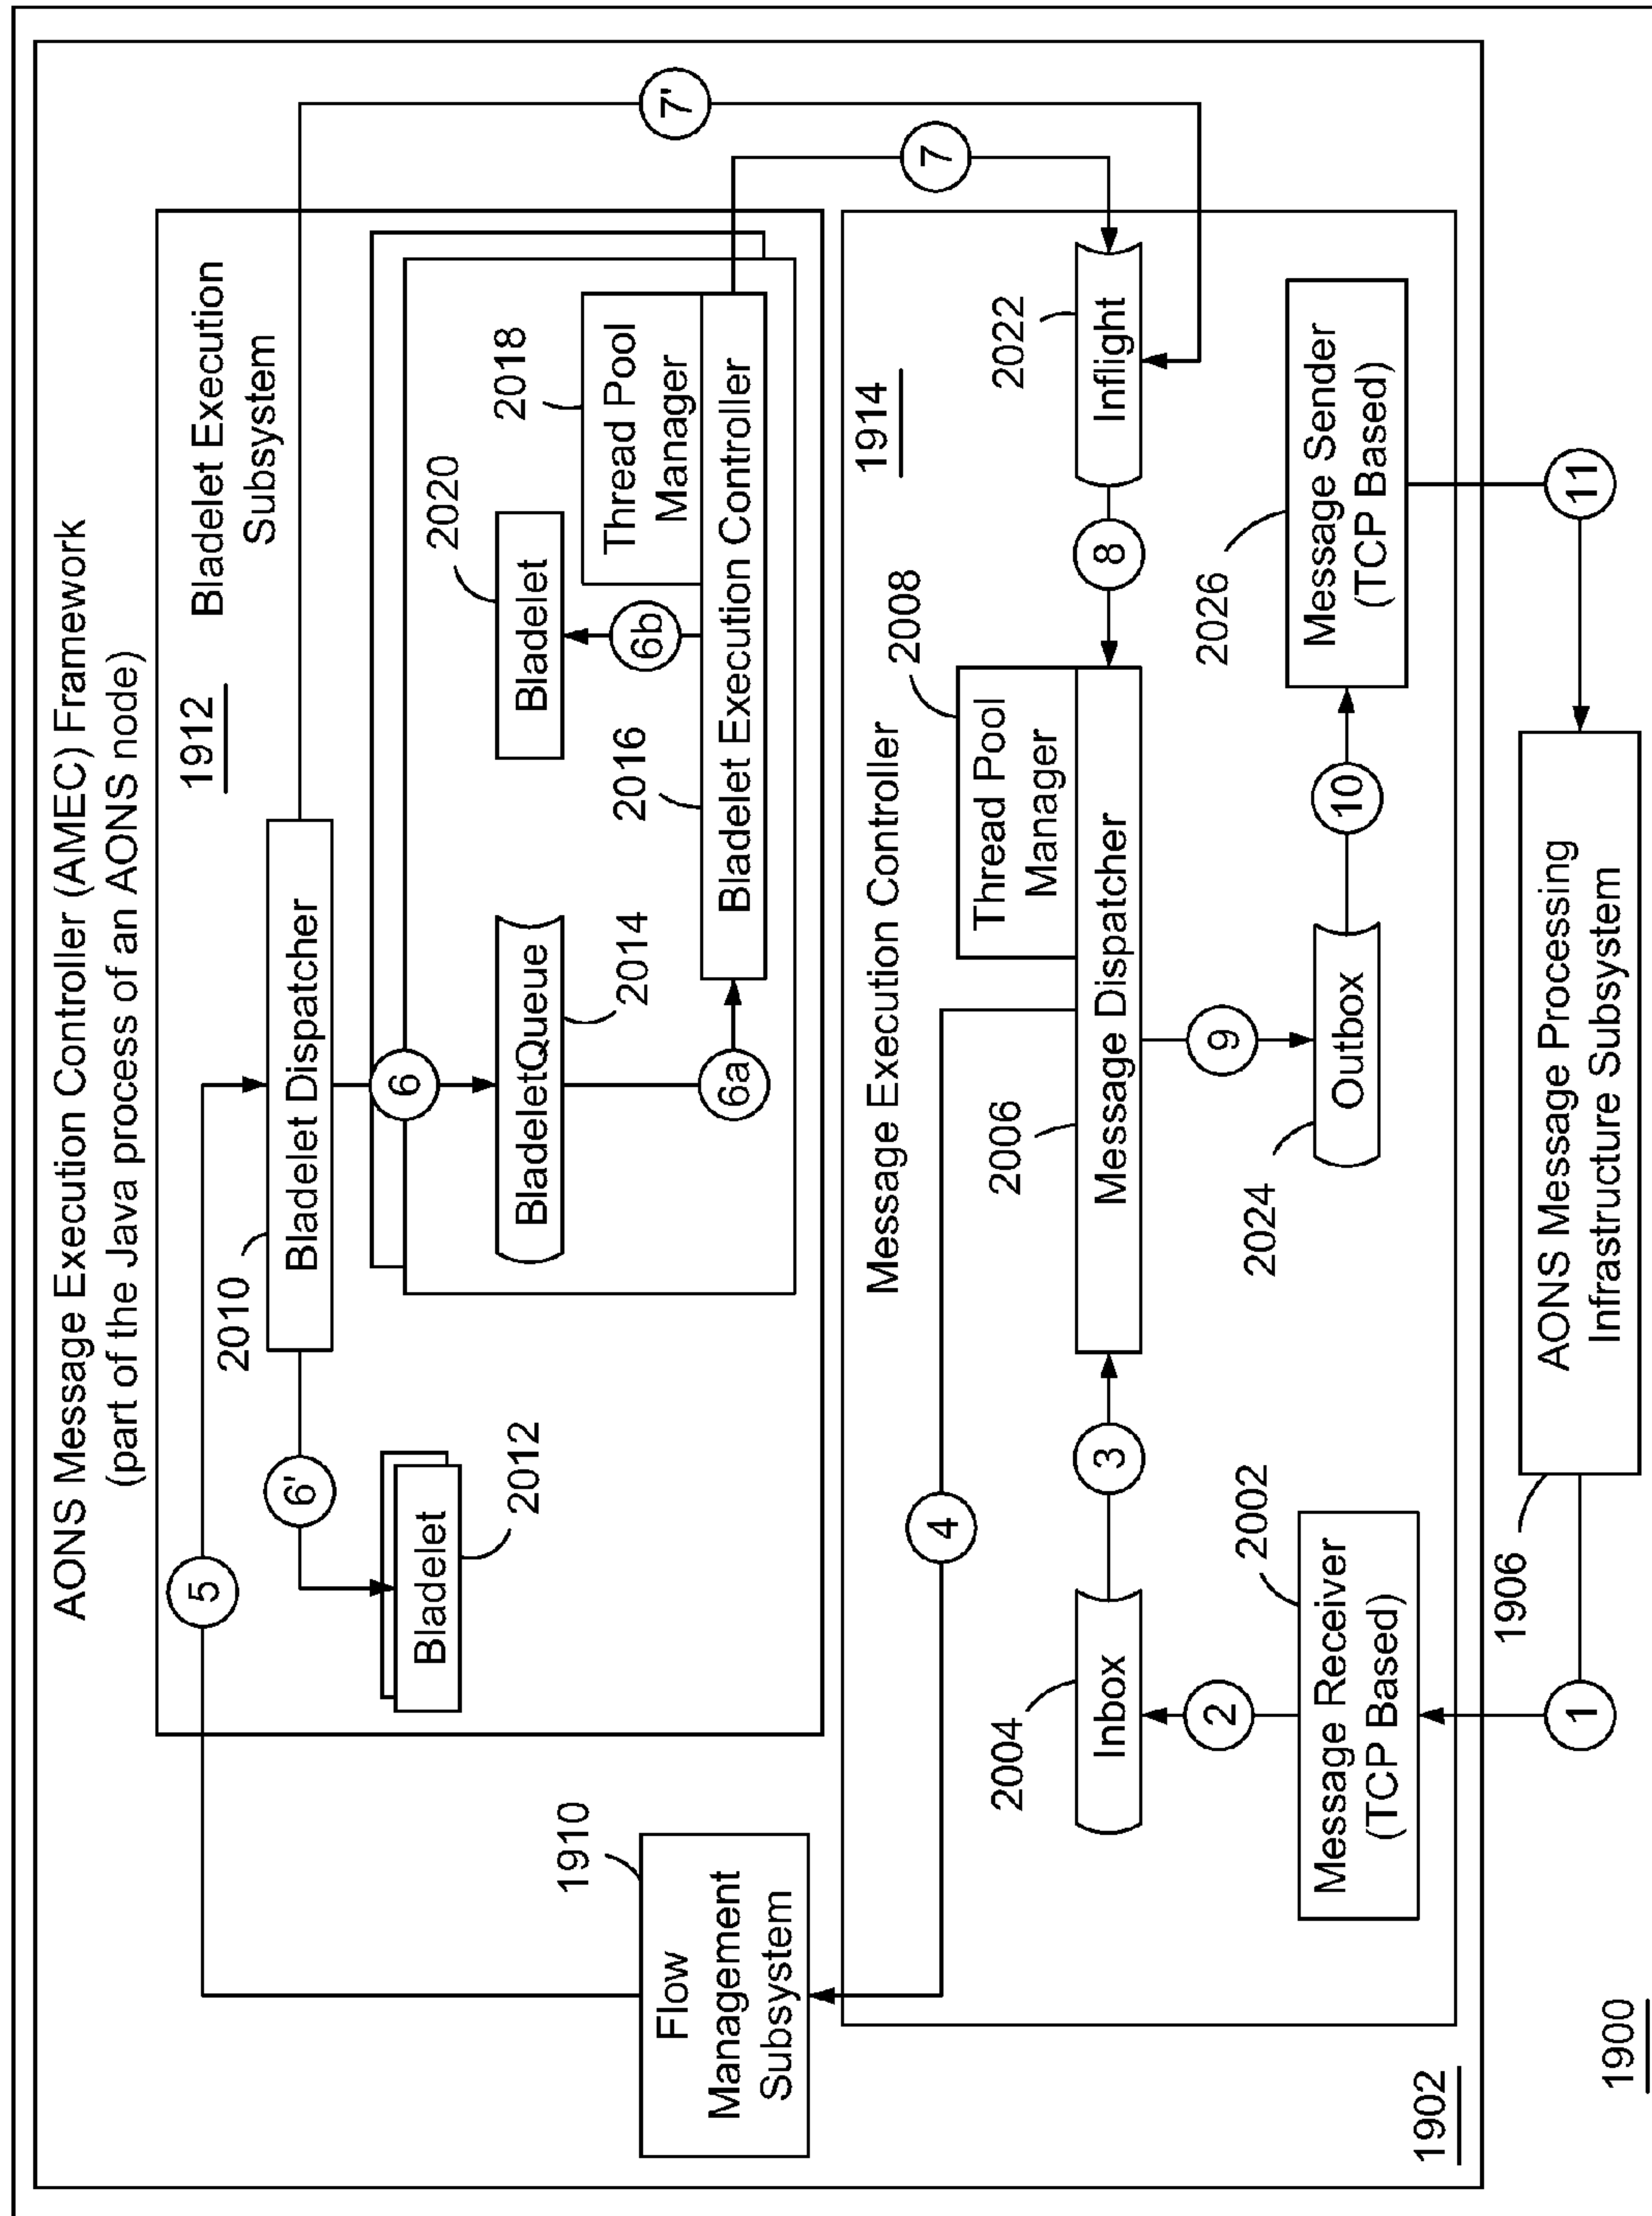 AONS Message Execution Controller (AMEC) Framework
(part of the Java process of an AONS node)
5
1912
Bladelet Execution
Subsystem
2010
Bladelet Dispatcher
6'
7'
Bladelet
2012
6
BladeletQueue
2014
6a
2020
Bladelet
6b
2018
Thread Pool
Manager
2016
Bladelet Execution Controller
7
1910
Flow
Management
Subsystem
4
Message Execution Controller
1914
2008
Thread Pool
Manager
2004
Inbox
3
2006
Message Dispatcher
8
2022
Inflight
2
9
2002
Message Receiver
(TCP Based)
2024
Outbox
10
2026
Message Sender
(TCP Based)
1902
1
1906
AONS Message Processing
Infrastructure Subsystem
11
1900